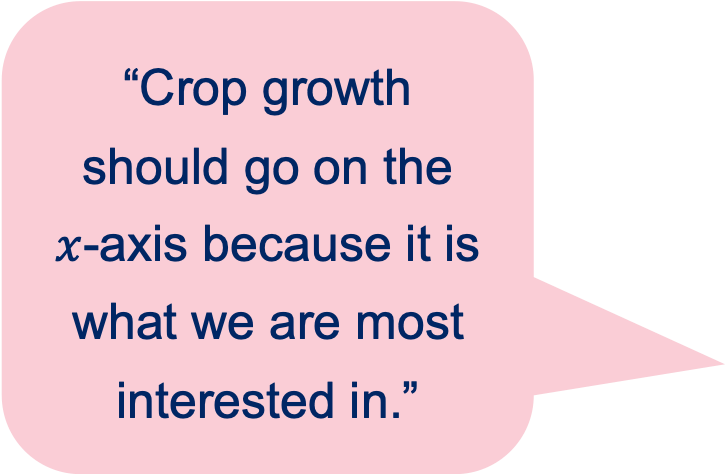 “Crop growth
should go on the
𝑥-axis because it is
what we are most
interested in.”